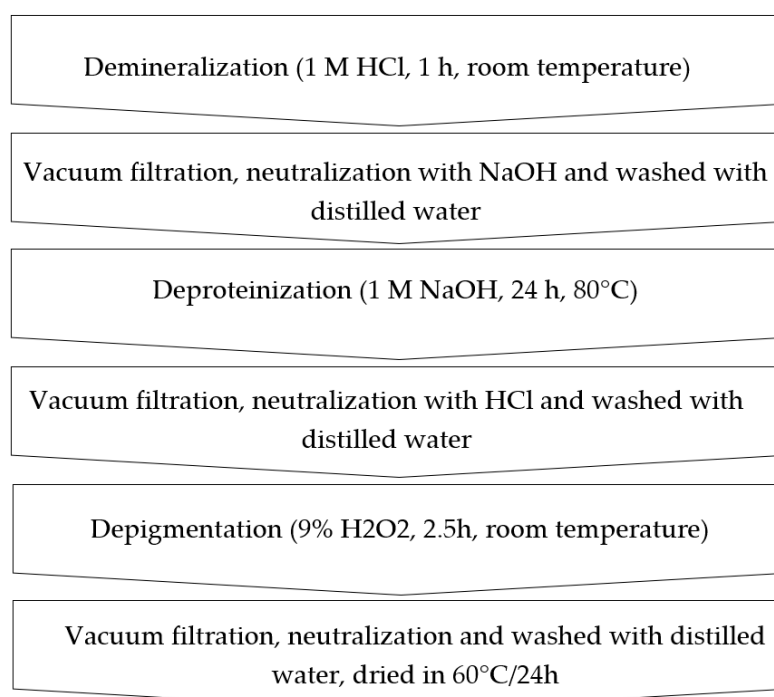 Demineralization (1 M HCl, 1 h, room temperature)
Vacuum filtration, neutralization with NaOH and washed with
distilled water
Deproteinization (1 M NaOH, 24 h, 80°C)
Vacuum filtration, neutralization with HCl and washed with
distilled water
Depigmentation (9% H2O2, 2.5h, room temperature)
Vacuum filtration, neutralization and washed with distilled
water, dried in 60°C/24h